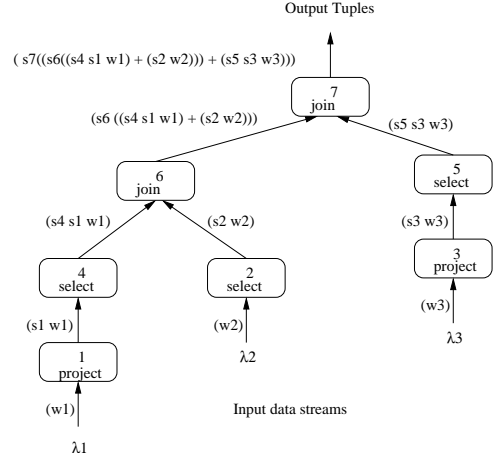 Output Tuples
( s7((s6((s4 s1 w1) + (s2 w2))) + (s5 s3 w3)))
7
join
(s6 ((s4 s1 w1) + (s2 w2)))
(s5 s3 w3)
5
select
6
join
(s4 s1 w1)
(s2 w2)
(s3 w3)
4
select
2
select
3
project
(s1 w1)
(w2)
(w3)
1
project
λ2
λ3
(w1)
Input data streams
λ1